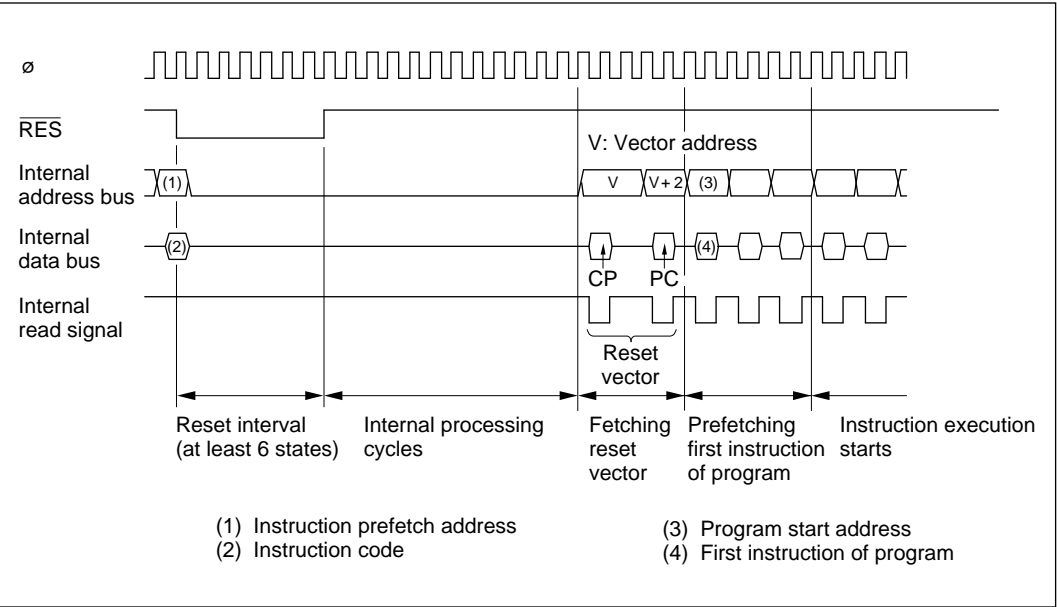 ø
RES
V: Vector address
Internal
address bus
(1)
V
V+2
(3)
Internal
data bus
(2)
(4)
CP
PC
Internal
read signal
Reset
vector
Reset interval
(at least 6 states)
Internal processing
cycles
Fetching
reset
vector
Prefetching
first instruction
of program
Instruction execution
starts
(1) Instruction prefetch address
(2) Instruction code
(3) Program start address
(4) First instruction of program